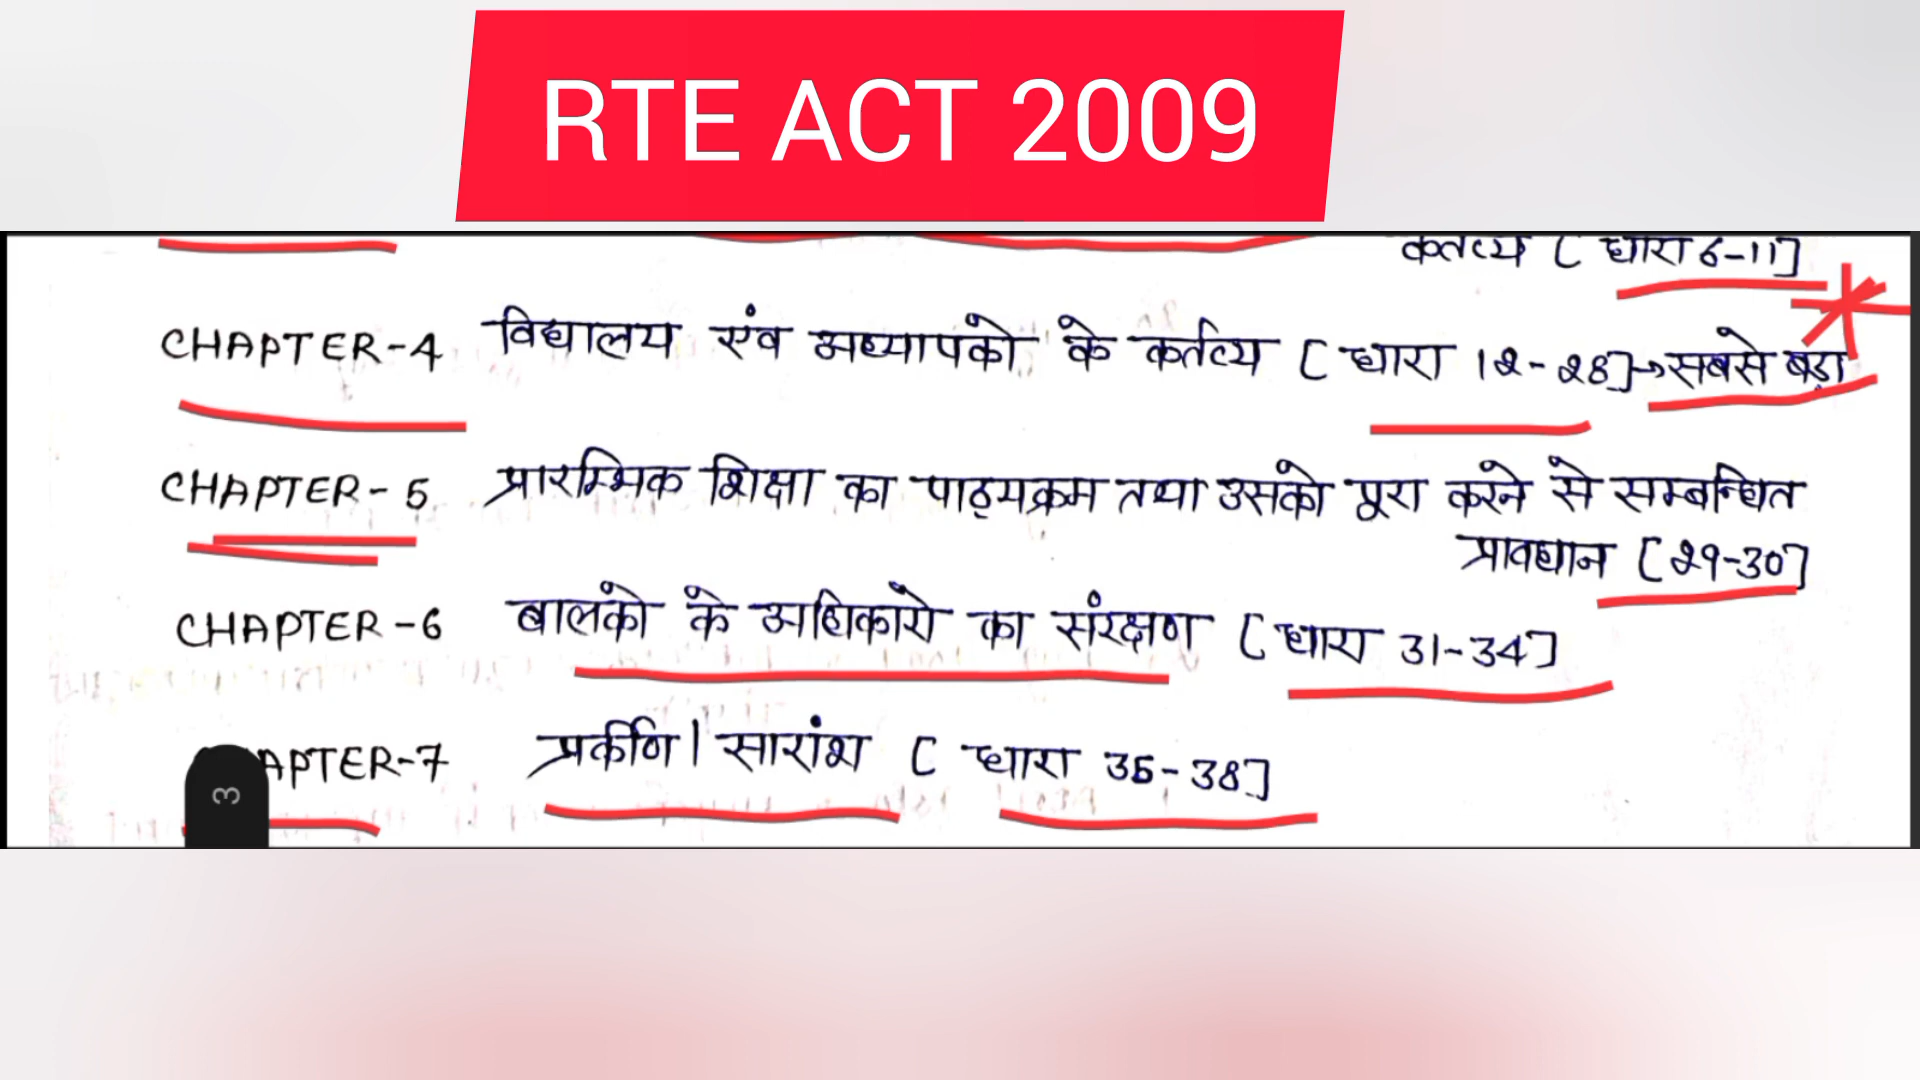 RTE ACT 2009
कर्तव्य [ धारा 6-11]
CHAPTER-4 विद्यालय एंव अध्यापको के कर्तव्य [ धारा 12-28]→सबसे बड़ा
CHAPTER-5 प्रारम्भिक शिक्षा का पाठ्यक्रम तथा उसको पूरा करने से सम्बन्धित
प्रावधान [29-30]
CHAPTER-6 बालको के अधिकारो का संरक्षण [धारा 31-34]
APTER-7 प्रर्कीण। सारांश [ धारा 35-38]
3